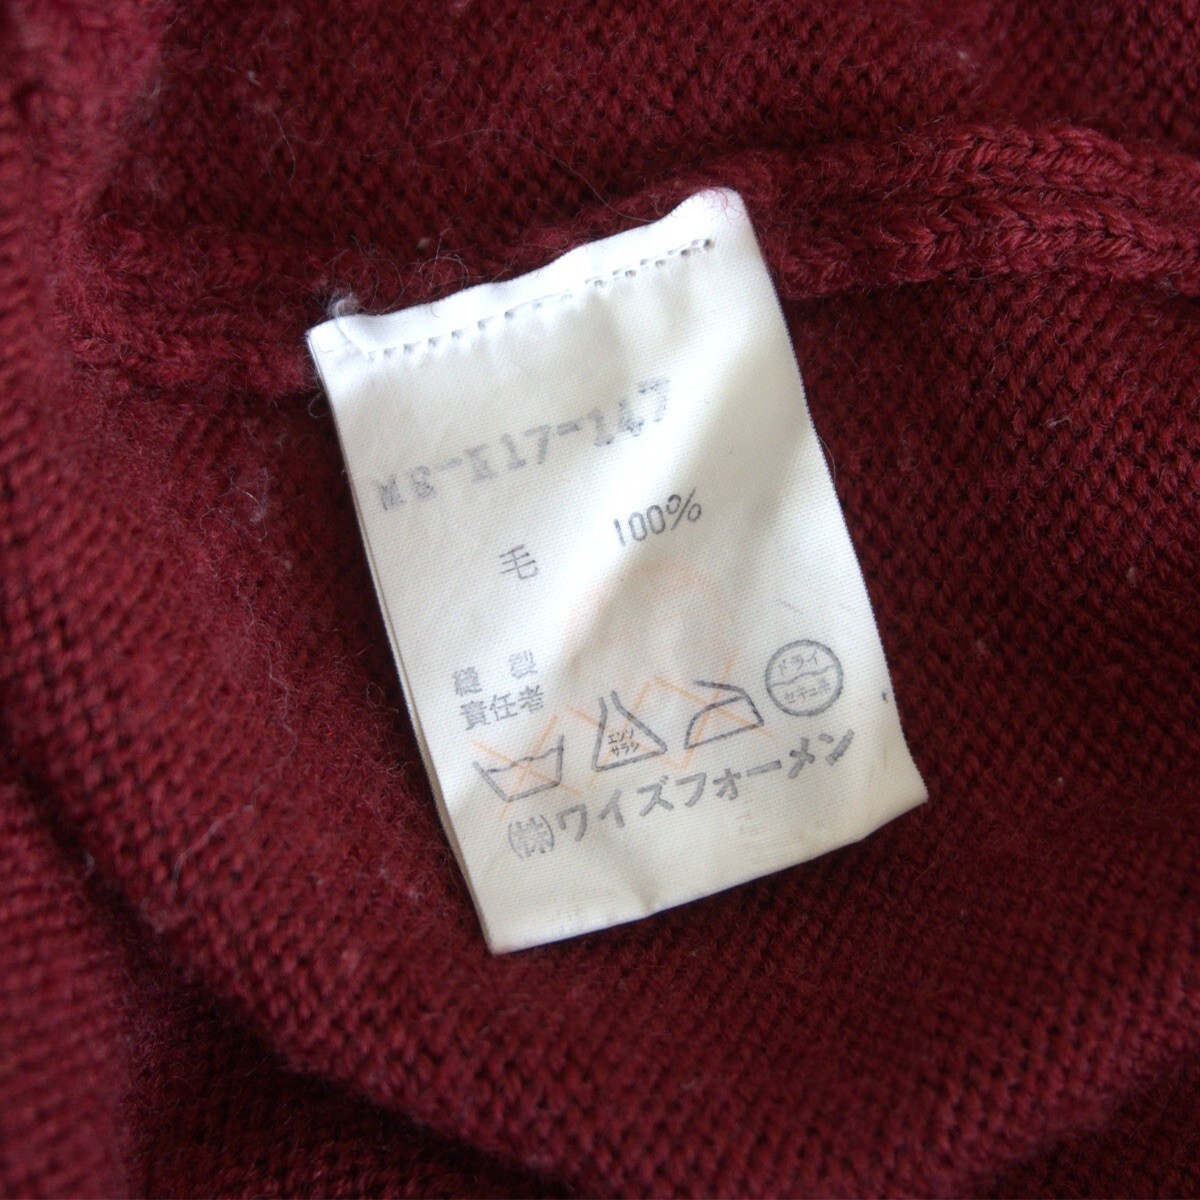 ME-K17-147
毛 100%
縫製
責任者
エンソ
サラシ
ドライ
セキユ系
㈱ワイズフォーメン